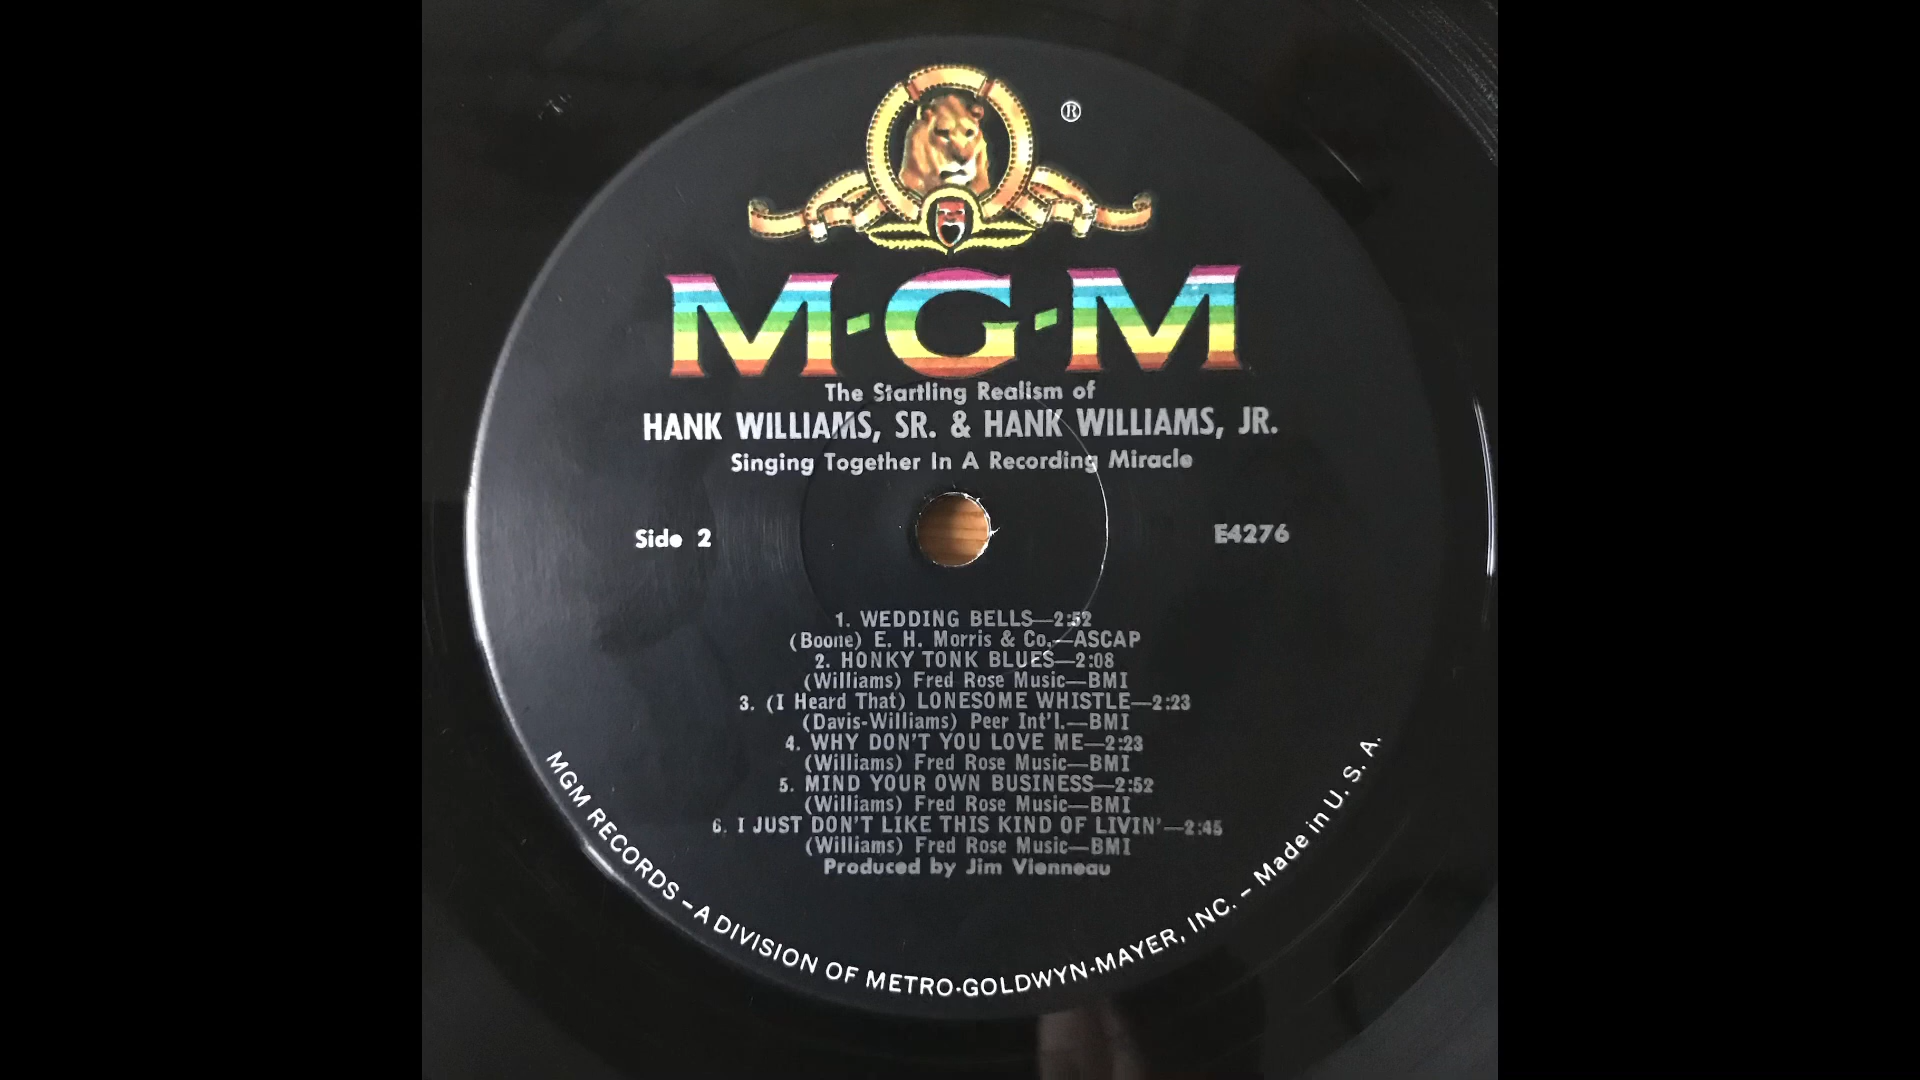 ®
M-G-M
The Startling Realism of
HANK WILLIAMS, SR. & HANK WILLIAMS, JR.
Singing Together In A Recording Miracle
Side 2
E4276
1. WEDDING BELLS—2:52
(Boone) E. H. Morris & Co.—ASCAP
2. HONKY TONK BLUES—2:08
(Williams) Fred Rose Music—BMI
3. (I Heard That) LONESOME WHISTLE—2:23
(Davis-Williams) Peer Int'l.—BMI
4. WHY DON'T YOU LOVE ME—2:23
(Williams) Fred Rose Music—BMI
5. MIND YOUR OWN BUSINESS—2:52
(Williams) Fred Rose Music—BMI
6. I JUST DON'T LIKE THIS KIND OF LIVIN'—2:45
(Williams) Fred Rose Music—BMI
Produced by Jim Vienneau
MGM RECORDS – A DIVISION OF METRO-GOLDWYN-MAYER, INC. – Made in U. S. A.